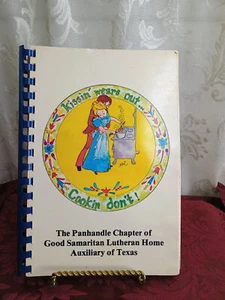 Kissin wears out...
Cookin don't!
The Panhandle Chapter of
Good Samaritan Lutheran Home
Auxiliary of Texas